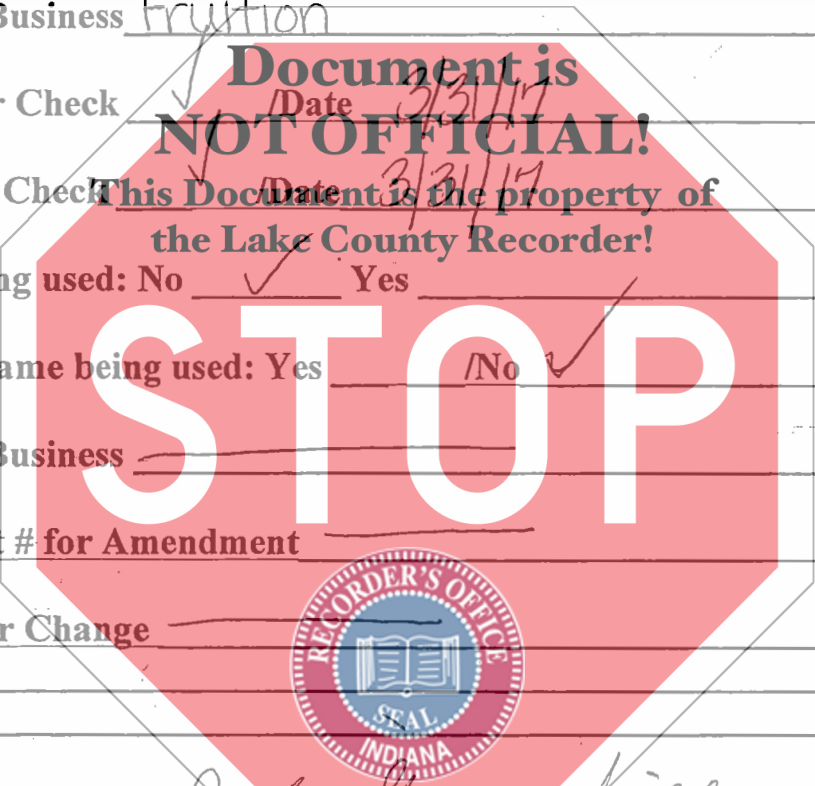 Business Fruition
Document is
r Check ✓ /Date 3/31/17
NOT OFFICIAL!
Check ✓ /Date 3/31/17
This Document is the property of
the Lake County Recorder!
ng used: No ✓ Yes
STOP
ame being used: Yes /No ✓
Business
t # for Amendment
r Change
RECORDER'S OFFICE
SEAL
INDIANA